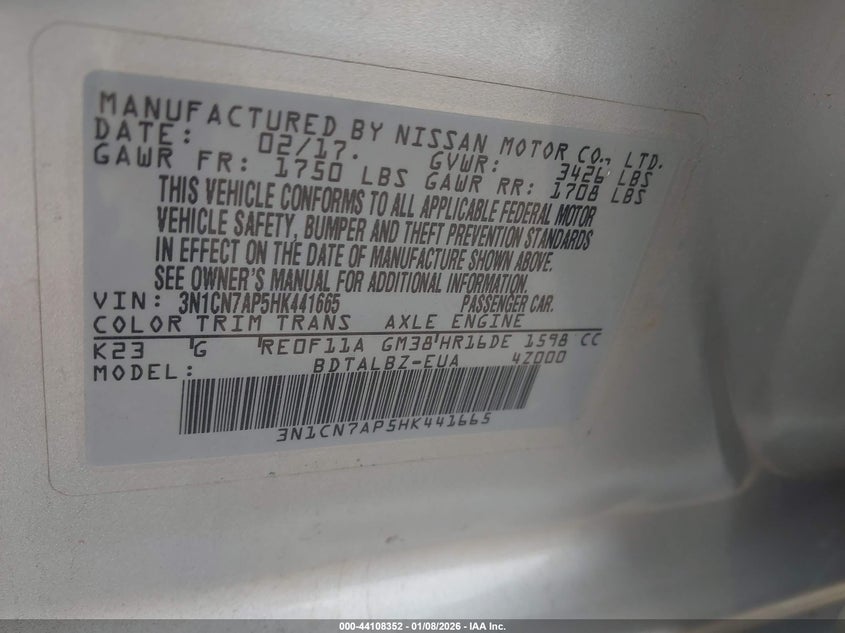 MANUFACTURED BY NISSAN MOTOR CO., LTD.
DATE: 02/17. GVWR: 3426 LBS
GAWR FR: 1750 LBS GAWR RR: 1708 LBS
THIS VEHICLE CONFORMS TO ALL APPLICABLE FEDERAL MOTOR
VEHICLE SAFETY, BUMPER AND THEFT PREVENTION STANDARDS
IN EFFECT ON THE DATE OF MANUFACTURE SHOWN ABOVE.
SEE OWNER'S MANUAL FOR ADDITIONAL INFORMATION.
VIN: 3N1CN7AP5HK441665 PASSENGER CAR.
COLOR TRIM TRANS AXLE ENGINE
K23 G RE0F11A GM38 HR16DE 1598 CC
MODEL: BDTALBZ-EUA 4Z000
3N1CN7AP5HK441665
000-44108352 | 01/08/2026 - IAA Inc.